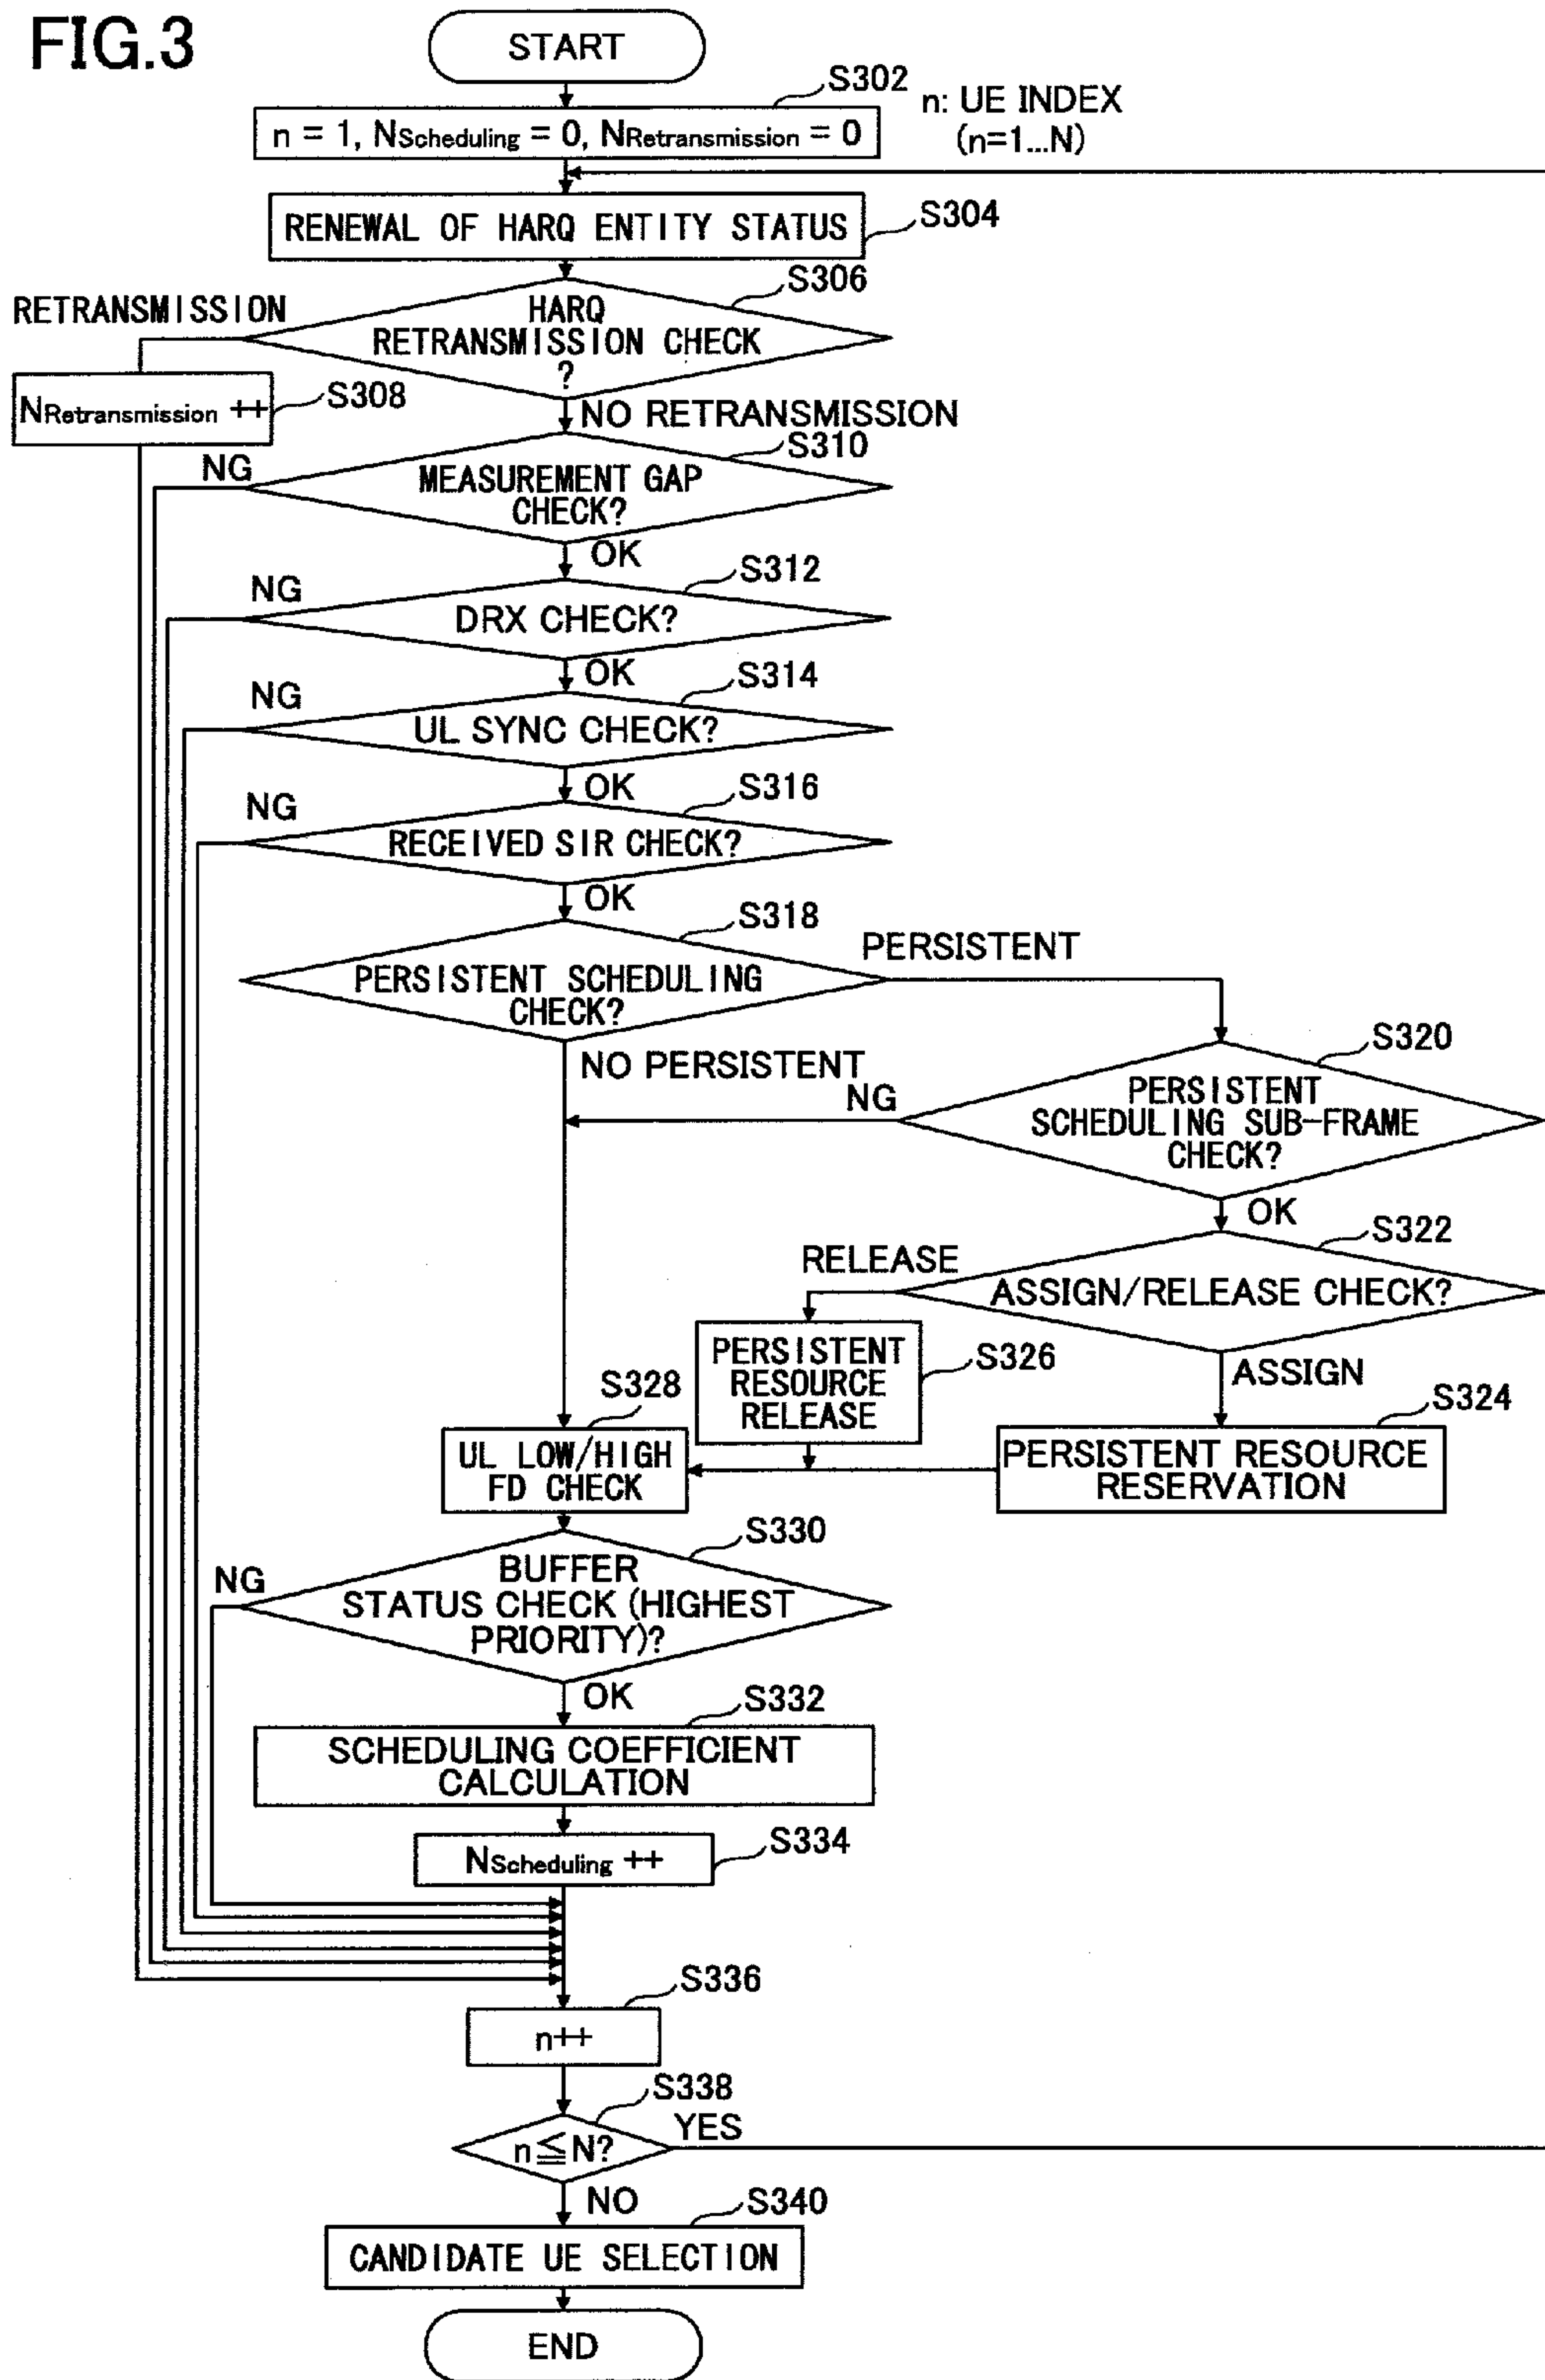 FIG.3
START
S302
n = 1, NScheduling = 0, NRetransmission = 0
n: UE INDEX
(n=1...N)
RENEWAL OF HARQ ENTITY STATUS
S304
S306
RETRANSMISSION
HARQ
RETRANSMISSION CHECK
?
NRetransmission ++
S308
NO RETRANSMISSION
S310
NG
MEASUREMENT GAP
CHECK?
OK
S312
NG
DRX CHECK?
OK
S314
NG
UL SYNC CHECK?
OK
S316
NG
RECEIVED SIR CHECK?
OK
S318
PERSISTENT
PERSISTENT SCHEDULING
CHECK?
NO PERSISTENT
S320
NG
PERSISTENT
SCHEDULING SUB-FRAME
CHECK?
OK
S322
RELEASE
ASSIGN/RELEASE CHECK?
PERSISTENT
RESOURCE
RELEASE
S326
ASSIGN
S324
S328
UL LOW/HIGH
FD CHECK
PERSISTENT RESOURCE
RESERVATION
S330
NG
BUFFER
STATUS CHECK (HIGHEST
PRIORITY)?
OK
S332
SCHEDULING COEFFICIENT
CALCULATION
S334
NScheduling ++
S336
n++
S338
n≦N?
YES
NO
S340
CANDIDATE UE SELECTION
END